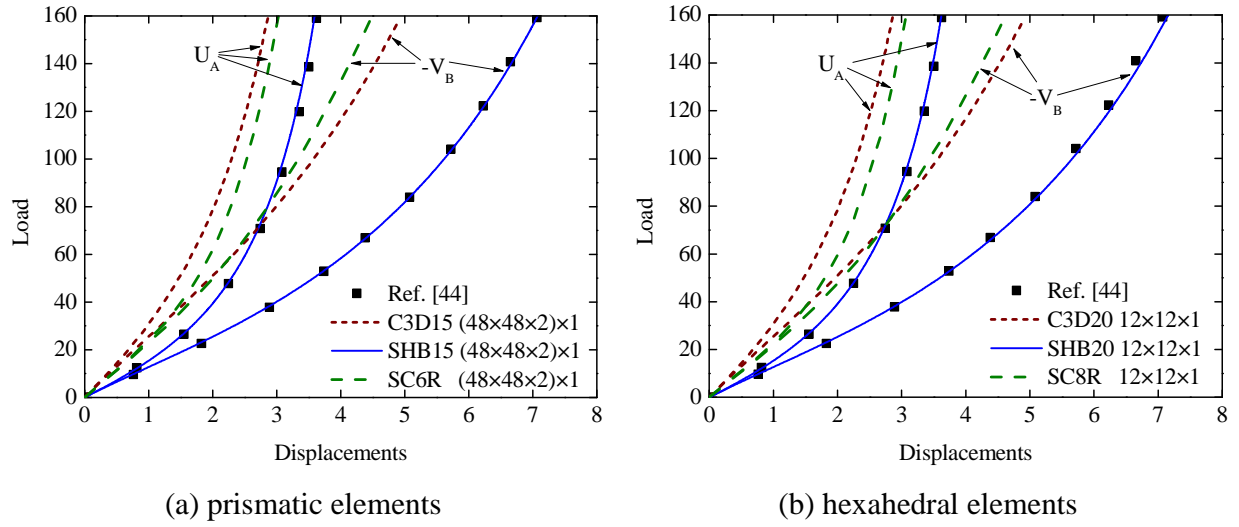 160
140
120
100
80
60
40
20
0
Load
U_A
-V_B
Ref. [44]
C3D15 (48×48×2)×1
SHB15 (48×48×2)×1
SC6R (48×48×2)×1
0 1 2 3 4 5 6 7 8
Displacements
(a) prismatic elements
160
140
120
100
80
60
40
20
0
Load
U_A
-V_B
Ref. [44]
C3D20 12×12×1
SHB20 12×12×1
SC8R 12×12×1
0 1 2 3 4 5 6 7 8
Displacements
(b) hexahedral elements